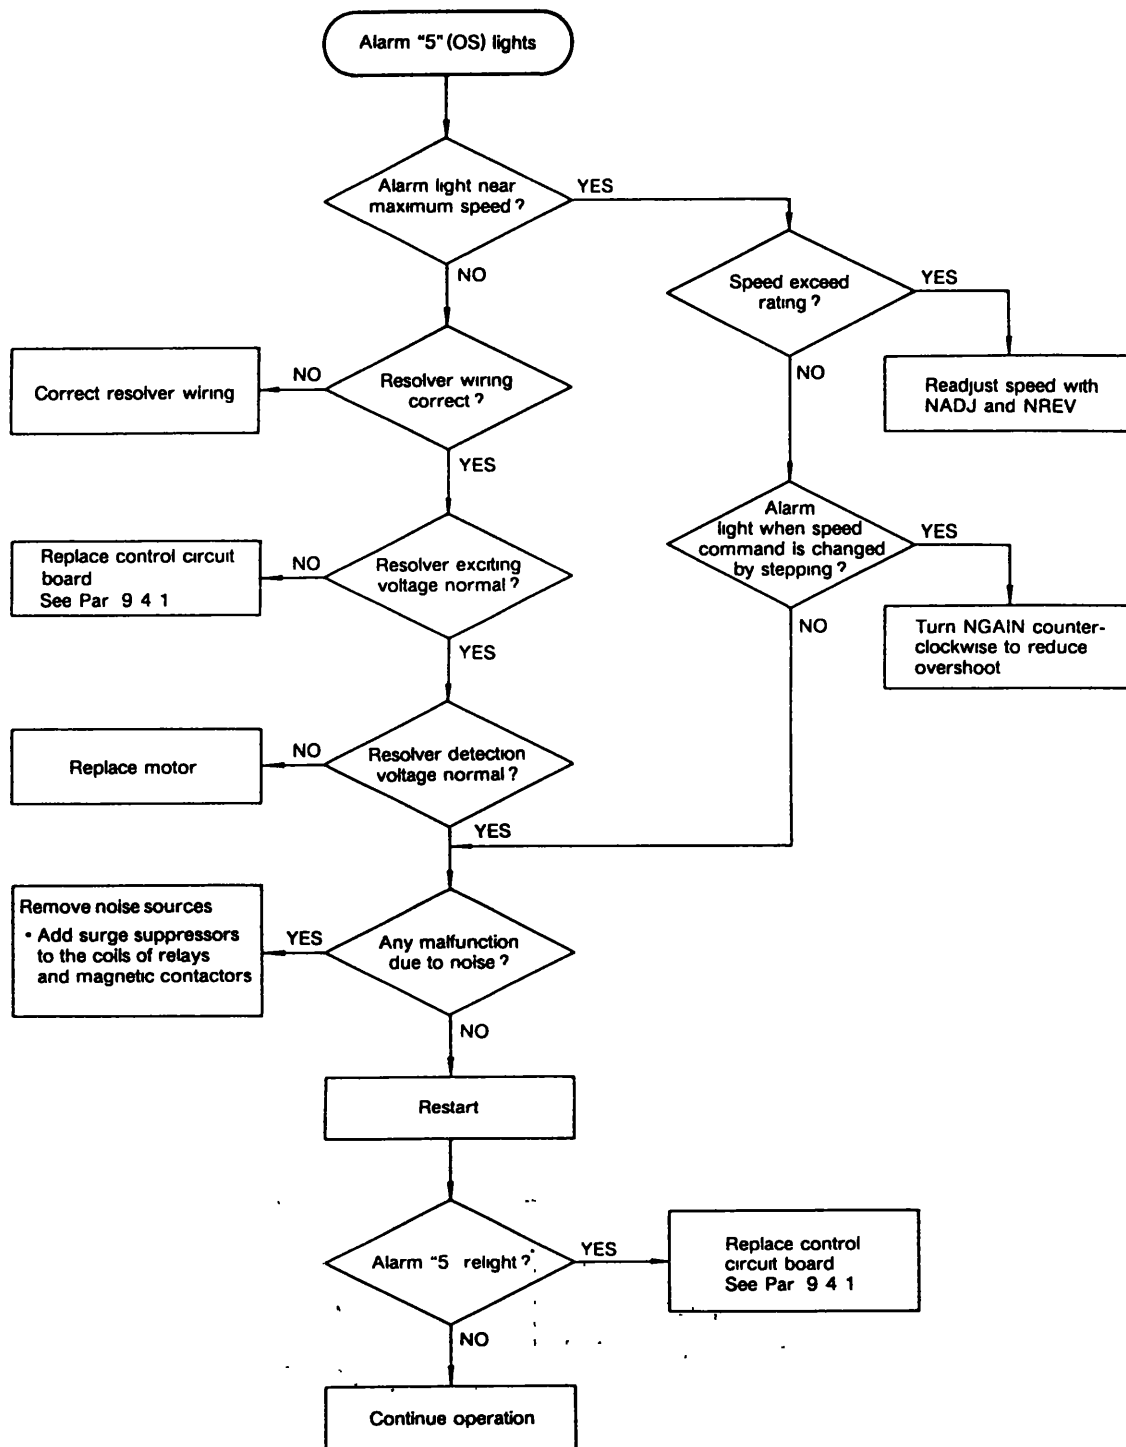 Alarm "5" (OS) lights
Alarm light near
maximum speed?
YES
NO
Speed exceed
rating?
YES
NO
Readjust speed with
NADJ and NREV
Resolver wiring
correct?
NO
YES
Correct resolver wiring
Alarm
light when speed
command is changed
by stepping?
YES
NO
Turn NGAIN counter-
clockwise to reduce
overshoot
Resolver exciting
voltage normal?
NO
YES
Replace control circuit
board
See Par 9 4 1
Resolver detection
voltage normal?
NO
YES
Replace motor
Any malfunction
due to noise?
YES
NO
Remove noise sources
• Add surge suppressors
to the coils of relays
and magnetic contactors
Restart
Alarm "5 relight?
YES
NO
Replace control
circuit board
See Par 9 4 1
Continue operation